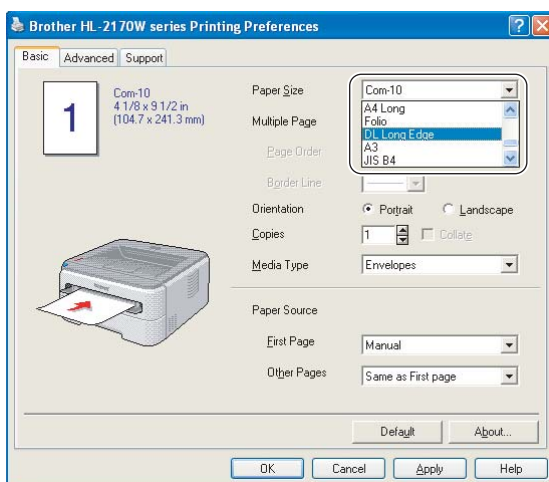 Brother HL-2170W series Printing Preferences
Basic Advanced Support
1
Com-10
4 1/8 x 9 1/2 in
(104.7 x 241.3 mm)
Paper Size Com-10
A4 Long
Folio
DL Long Edge
A3
JIS B4
Multiple Page
Page Order
Border Line
Orientation Portrait Landscape
Copies 1 Collate
Media Type Envelopes
Paper Source
First Page Manual
Other Pages Same as First page
Default About...
OK Cancel Apply Help